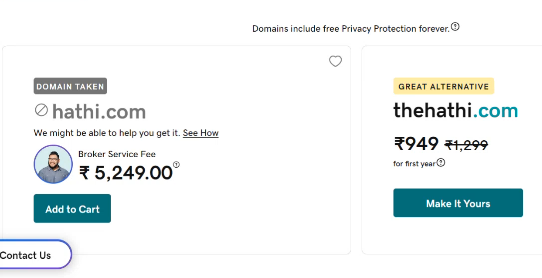 Domains include free Privacy Protection forever.
DOMAIN TAKEN
hathi.com
We might be able to help you get it. See How
Broker Service Fee
₹ 5,249.00
Add to Cart
GREAT ALTERNATIVE
thehathi.com
₹949 ₹1,299
for first year
Make It Yours
Contact Us